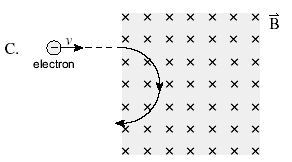 B⃗
C. − v
electron